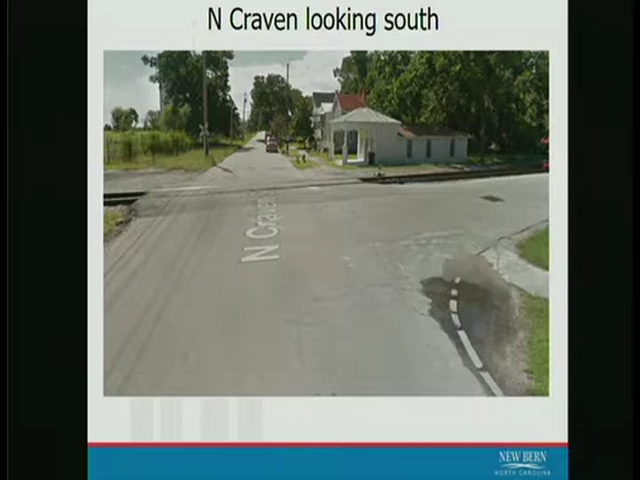 N Craven looking south
N Craven
NEW BERN
NORTH CAROLINA